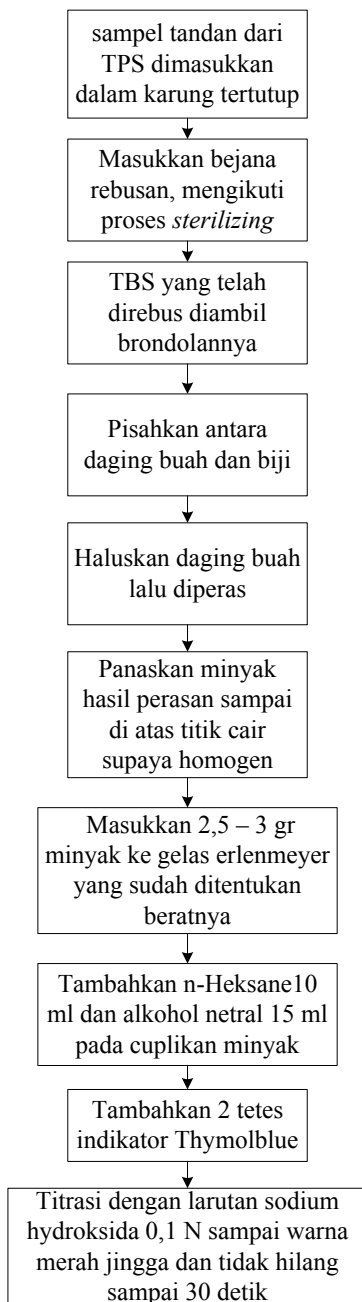 sampel tandan dari
TPS dimasukkan
dalam karung tertutup
Masukkan bejana
rebusan, mengikuti
proses sterilizing
TBS yang telah
direbus diambil
brondolannya
Pisahkan antara
daging buah dan biji
Haluskan daging buah
lalu diperas
Panaskan minyak
hasil perasan sampai
di atas titik cair
supaya homogen
Masukkan 2,5 – 3 gr
minyak ke gelas erlenmeyer
yang sudah ditentukan
beratnya
Tambahkan n-Heksane10
ml dan alkohol netral 15 ml
pada cuplikan minyak
Tambahkan 2 tetes
indikator Thymolblue
Titrasi dengan larutan sodium
hydroksida 0,1 N sampai warna
merah jingga dan tidak hilang
sampai 30 detik